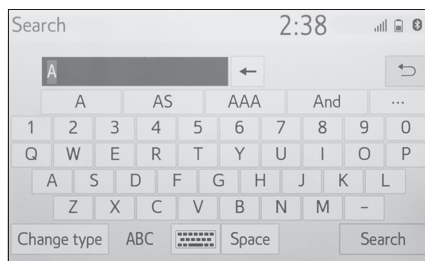 Search 2:38
A
A AS AAA And ...
1 2 3 4 5 6 7 8 9 0
Q W E R T Y U I O P
A S D F G H J K L
Z X C V B N M -
Change type ABC Space Search